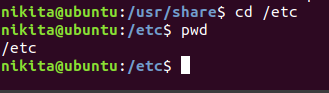 nikita@ubuntu:/usr/share$ cd /etc
nikita@ubuntu:/etc$ pwd
/etc
nikita@ubuntu:/etc$